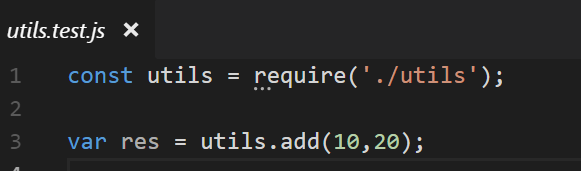 utils.test.js ×
1 const utils = require('./utils');
2
3 var res = utils.add(10,20);